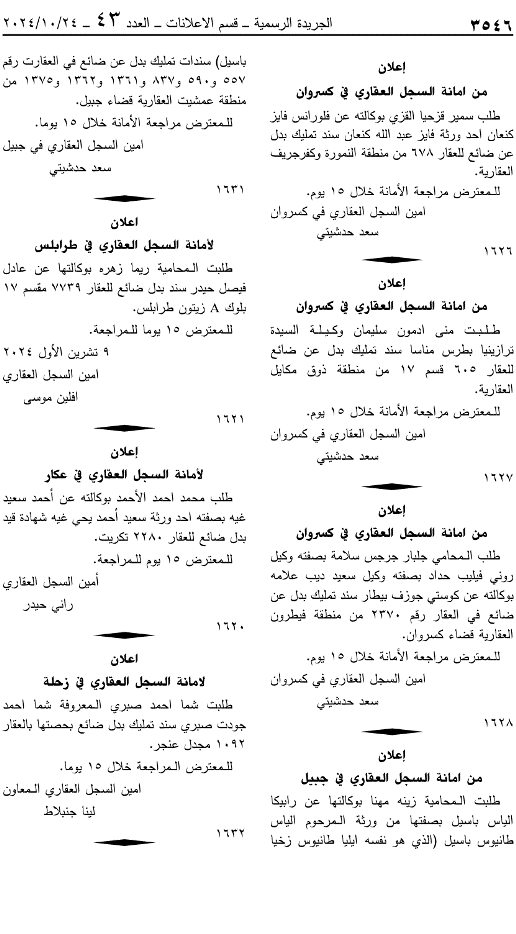 ٣٥٤٦
الجريدة الرسمية – قسم الاعلانات – العدد ٤٣ – ٢٠٢٤/١٠/٢٤
إعلان
من امانة السجل العقاري في كسروان
طلب سمير قزحيا القزي بوكالته عن فلورانس فايز
كنعان احد ورثة فايز عبد الله كنعان سند تمليك بدل
عن ضائع للعقار ٦٧٨ من منطقة النمورة وكفرجريف
العقارية.
للمعترض مراجعة الأمانة خلال ١٥ يوم.
امين السجل العقاري في كسروان
سعد حدشيتي
١٦٢٦
إعلان
من امانة السجل العقاري في كسروان
طلبت منى ادمون سليمان وكيلة السيدة
ترازينيا بطرس مناسا سند تمليك بدل عن ضائع
للعقار ٦٠٥ قسم ١٧ من منطقة ذوق مكايل
العقارية.
للمعترض مراجعة الأمانة خلال ١٥ يوم.
امين السجل العقاري في كسروان
سعد حدشيتي
١٦٢٧
إعلان
من امانة السجل العقاري في كسروان
طلب المحامي جلبار جرجس سلامة بصفته وكيل
روني فيليب حداد بصفته وكيل سعيد ديب علامه
بوكالته عن كوستي جوزف بيطار سند تمليك بدل عن
ضائع في العقار رقم ٢٣٧٠ من منطقة فيطرون
العقارية قضاء كسروان.
للمعترض مراجعة الأمانة خلال ١٥ يوم.
امين السجل العقاري في كسروان
سعد حدشيتي
١٦٢٨
إعلان
من امانة السجل العقاري في جبيل
طلبت المحامية زينه مهنا بوكالتها عن رابيكا
الياس باسيل بصفتها من ورثة المرحوم الياس
طانيوس باسيل (الذي هو نفسه ايليا طانيوس زخيا
باسيل) سندات تمليك بدل عن ضائع في العقارت رقم
٥٥٧ و٥٩٠ و٨٣٧ و١٣٦١ و١٣٦٢ و١٣٧٥ من
منطقة عمشيت العقارية قضاء جبيل.
للمعترض مراجعة الأمانة خلال ١٥ يوما.
امين السجل العقاري في جبيل
سعد حدشيتي
١٦٣١
اعلان
لأمانة السجل العقاري في طرابلس
طلبت المحامية ريما زهره بوكالتها عن عادل
فيصل حيدر سند بدل ضائع للعقار ٧٧٣٩ مقسم ١٧
بلوك A زيتون طرابلس.
للمعترض ١٥ يوما للمراجعة.
٩ تشرين الأول ٢٠٢٤
امين السجل العقاري
افلين موسى
١٦٢١
إعلان
لأمانة السجل العقاري في عكار
طلب محمد احمد الأحمد بوكالته عن أحمد سعيد
غيه بصفته احد ورثة سعيد أحمد يحي غيه شهادة قيد
بدل ضائع للعقار ٢٢٨٠ تكريت.
للمعترض ١٥ يوم للمراجعة.
أمين السجل العقاري
راني حيدر
١٦٢٠
اعلان
لامانة السجل العقاري في زحلة
طلبت شما احمد صبري المعروفة شما احمد
جودت صبري سند تمليك بدل ضائع بحصتها بالعقار
١٠٩٢ مجدل عنجر.
للمعترض المراجعة خلال ١٥ يوما.
امين السجل العقاري المعاون
لينا جنبلاط
١٦٣٢